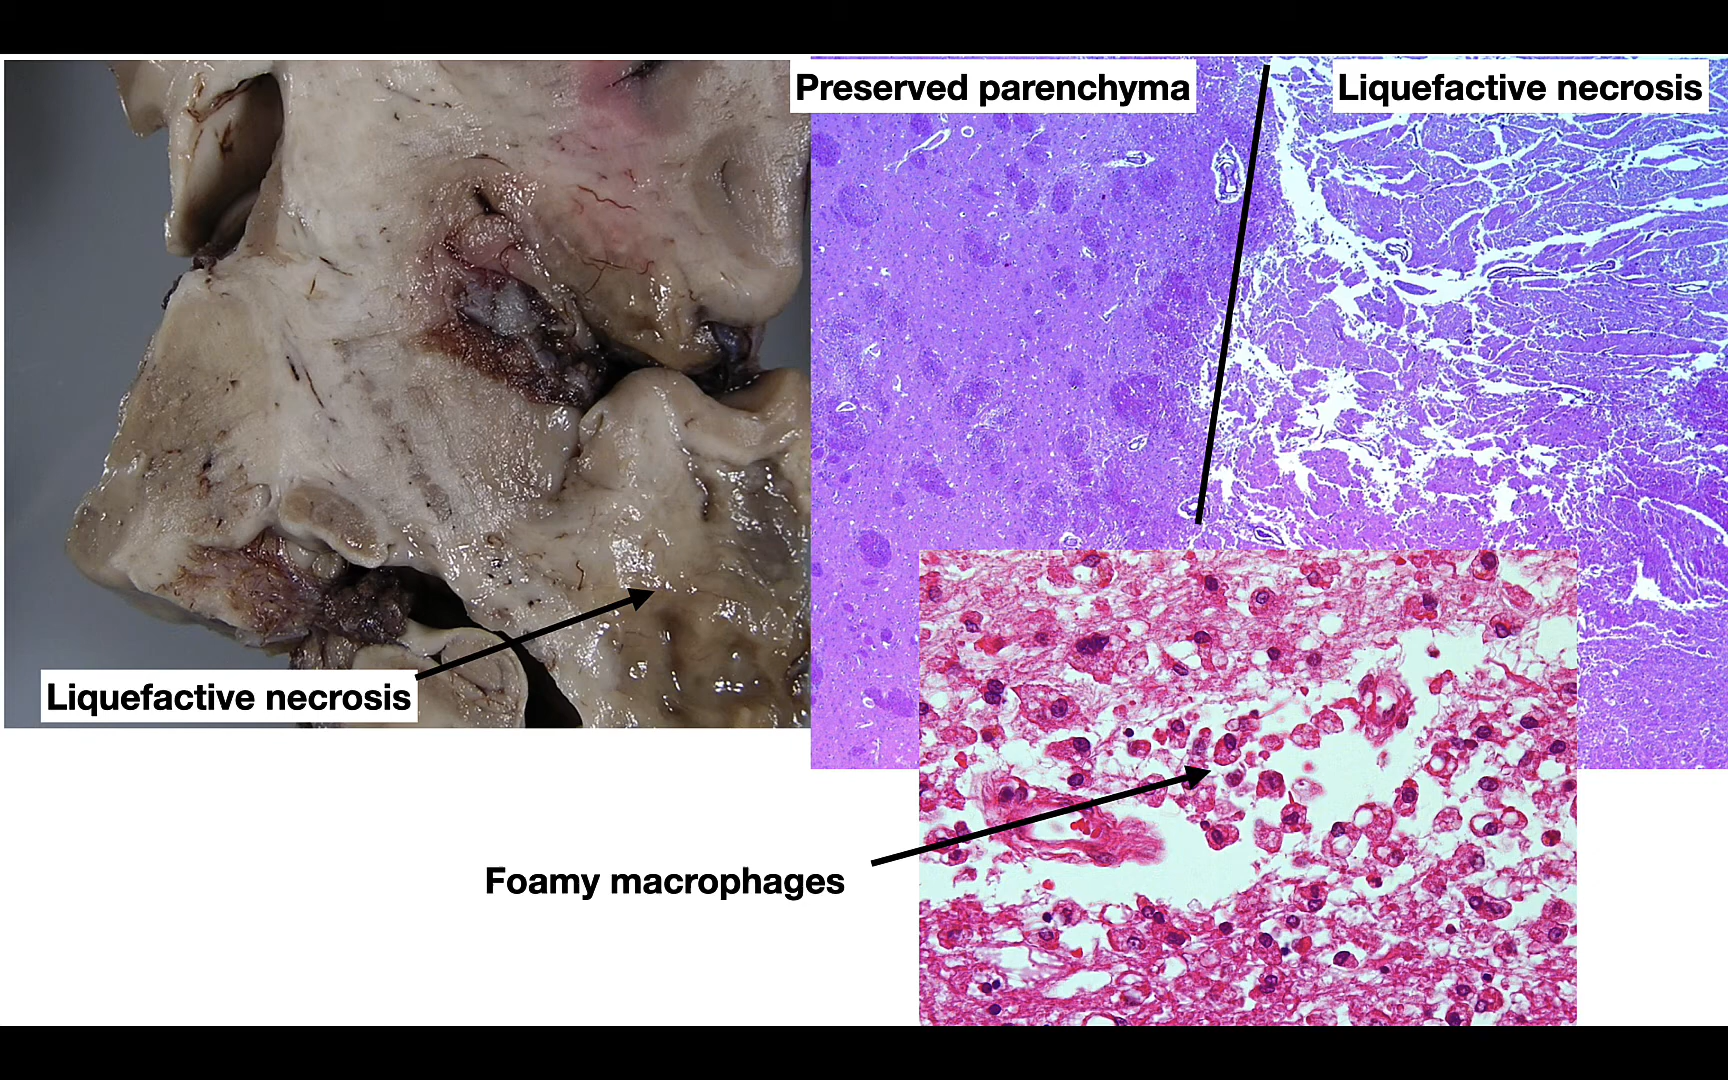 Preserved parenchyma
Liquefactive necrosis
Liquefactive necrosis
Foamy macrophages